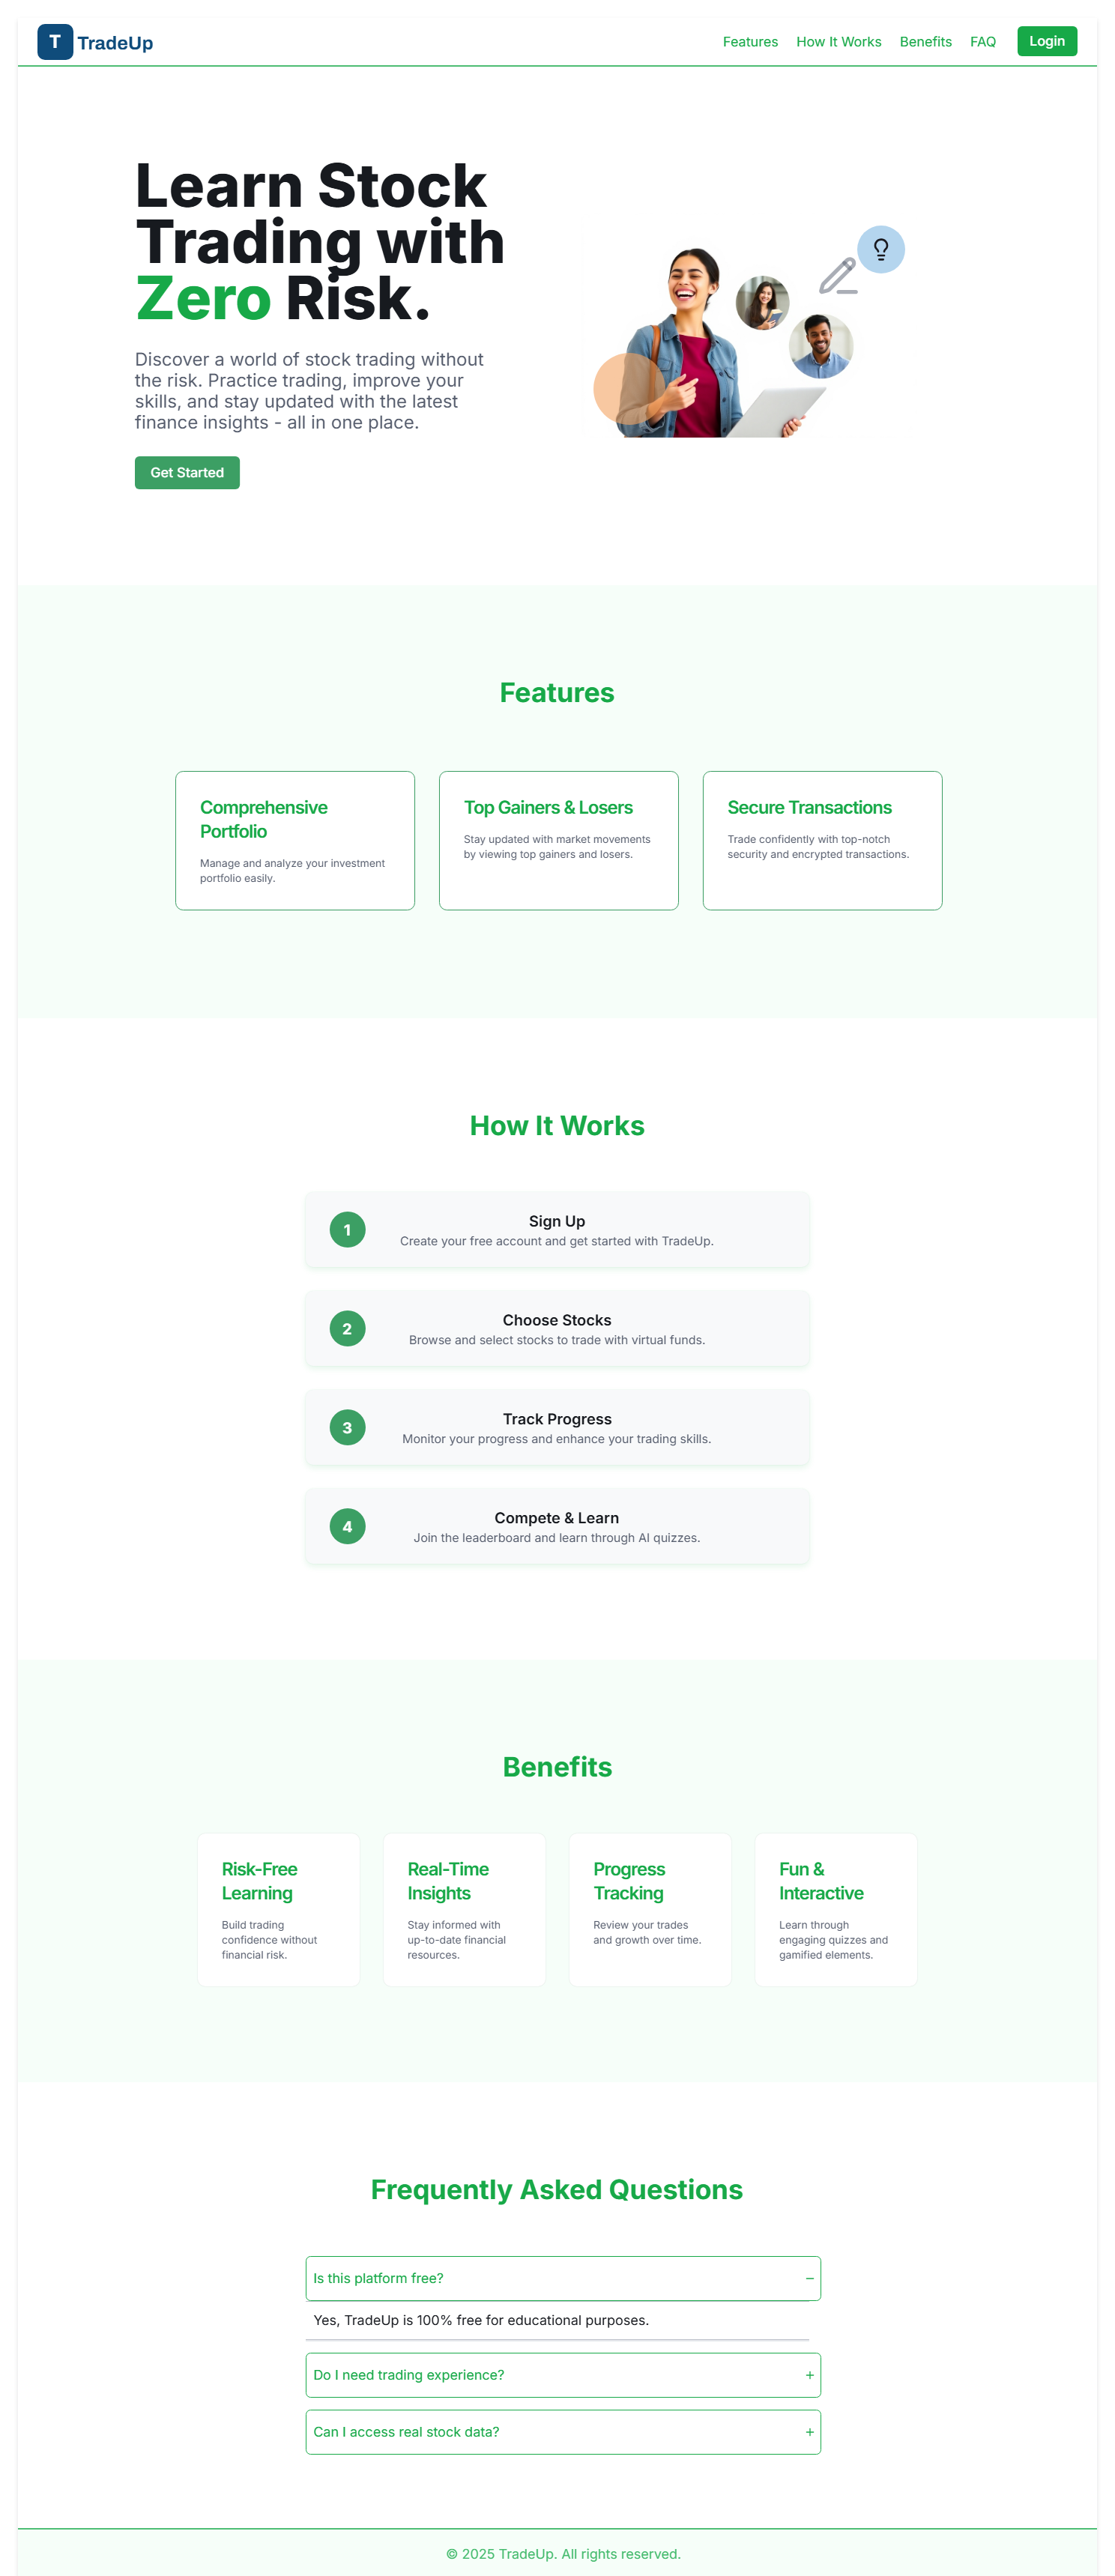 T TradeUp
Features How It Works Benefits FAQ Login
Learn Stock
Trading with
Zero Risk.
Discover a world of stock trading without
the risk. Practice trading, improve your
skills, and stay updated with the latest
finance insights - all in one place.
Get Started
Features
Comprehensive
Portfolio
Manage and analyze your investment
portfolio easily.
Top Gainers & Losers
Stay updated with market movements
by viewing top gainers and losers.
Secure Transactions
Trade confidently with top-notch
security and encrypted transactions.
How It Works
1
Sign Up
Create your free account and get started with TradeUp.
2
Choose Stocks
Browse and select stocks to trade with virtual funds.
3
Track Progress
Monitor your progress and enhance your trading skills.
4
Compete & Learn
Join the leaderboard and learn through AI quizzes.
Benefits
Risk-Free
Learning
Build trading
confidence without
financial risk.
Real-Time
Insights
Stay informed with
up-to-date financial
resources.
Progress
Tracking
Review your trades
and growth over time.
Fun &
Interactive
Learn through
engaging quizzes and
gamified elements.
Frequently Asked Questions
Is this platform free? −
Yes, TradeUp is 100% free for educational purposes.
Do I need trading experience? +
Can I access real stock data? +
© 2025 TradeUp. All rights reserved.